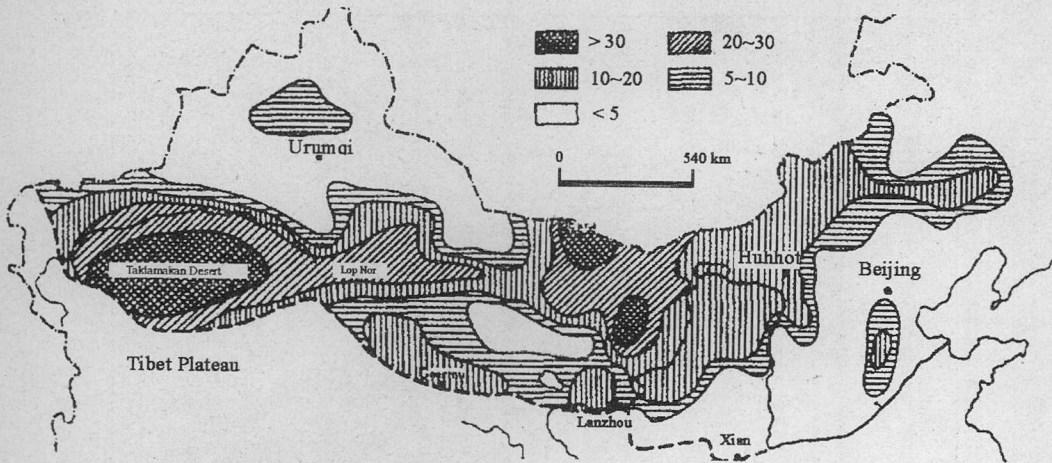 > 30
20~30
10~20
5~10
< 5
0
540 km
Urumqi
Huhhot
Taklamakan Desert
Lop Nor
Beijing
Tibet Plateau
Lanzhou
Xian